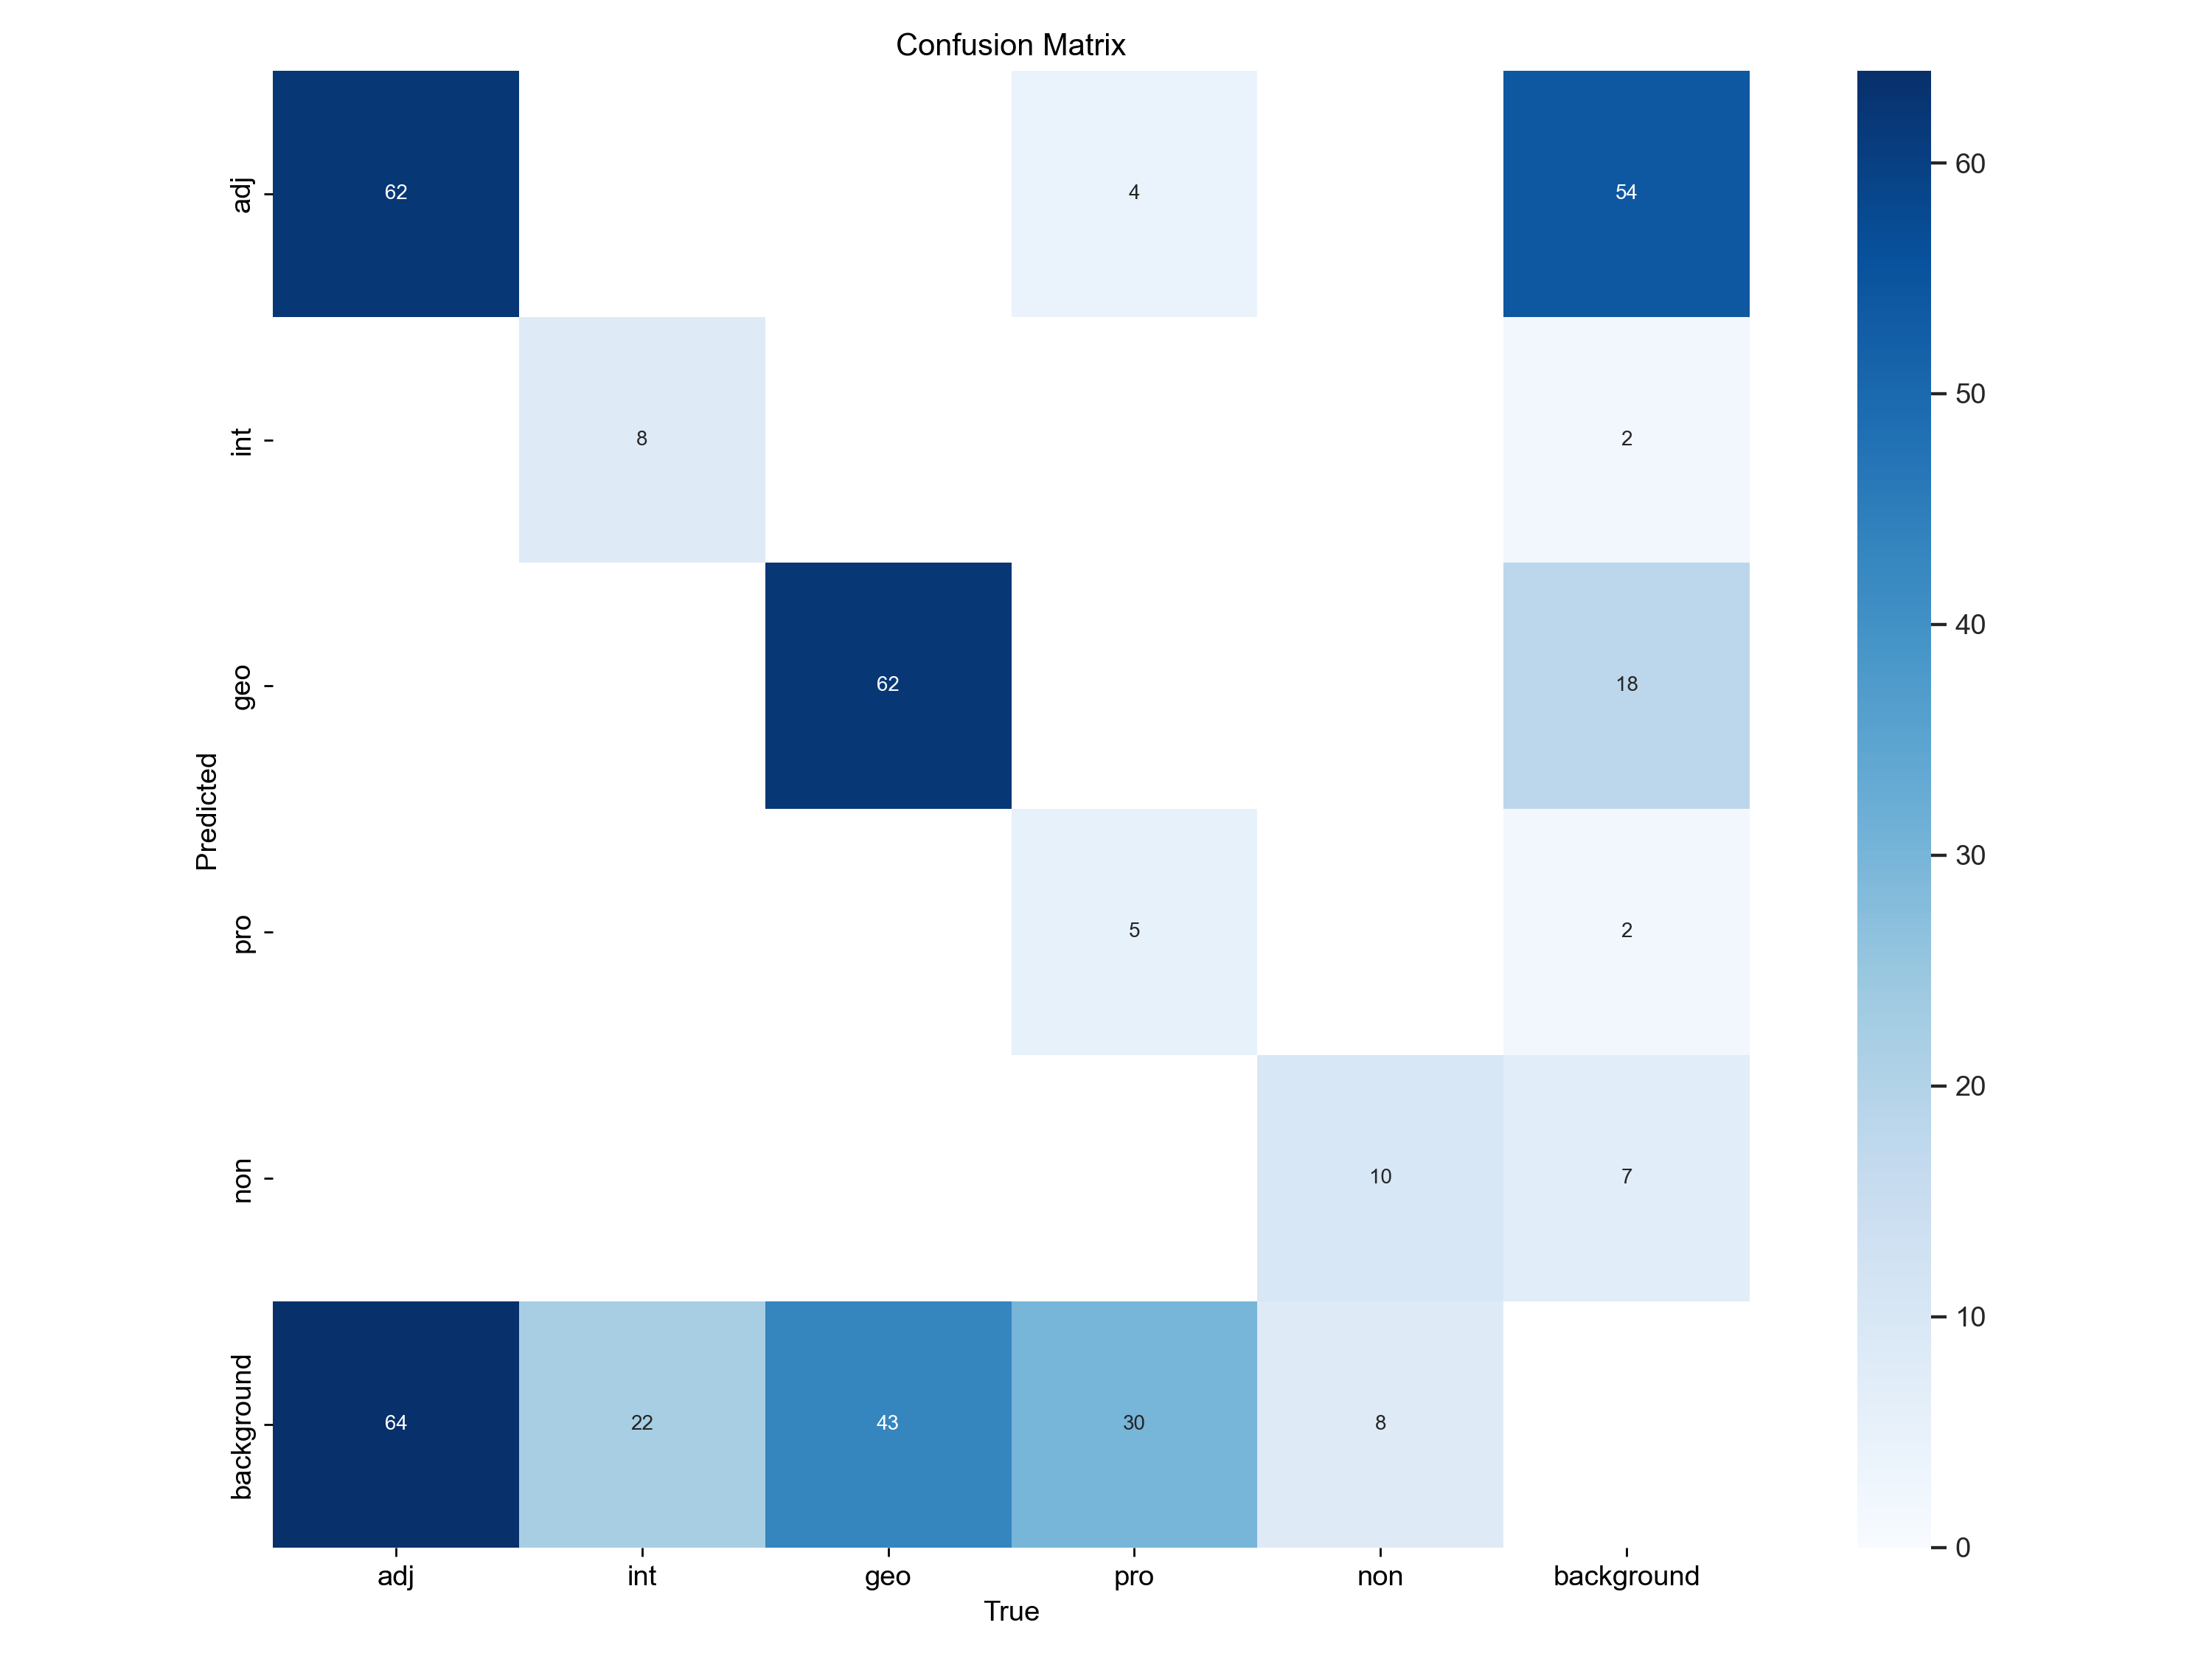 Confusion Matrix
adj 62 4 54
int 8 2
geo 62 18
pro 5 2
non 10 7
background 64 22 43 30 8
adj int geo pro non background
True
Predicted
60
50
40
30
20
10
0